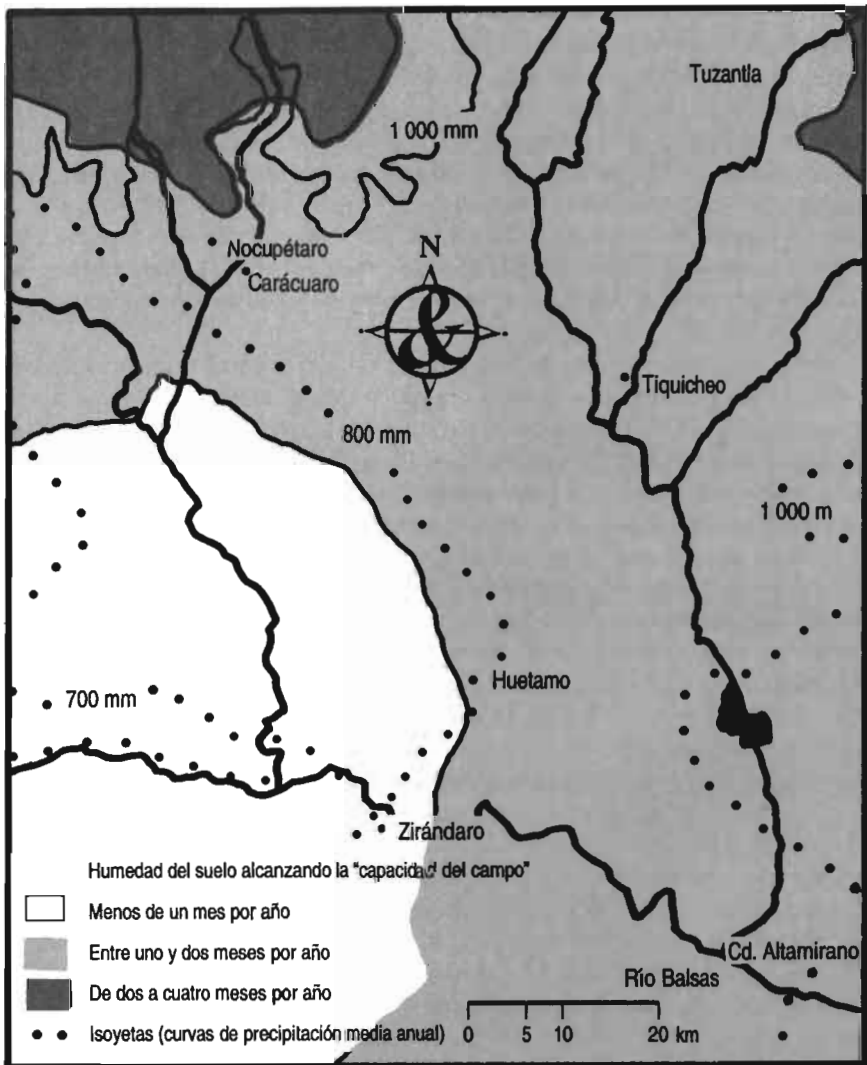 Tuzantla
1 000 mm
Nocupétaro
N
Carácuaro
&
Tiquicheo
800 mm
1 000 m
Huetamo
700 mm
Zirándaro
Humedad del suelo alcanzando la "capacidad del campo"
Menos de un mes por año
Entre uno y dos meses por año
Cd. Altamirano
Río Balsas
De dos a cuatro meses por año
Isoyetas (curvas de precipitación media anual)
0 5 10 20 km